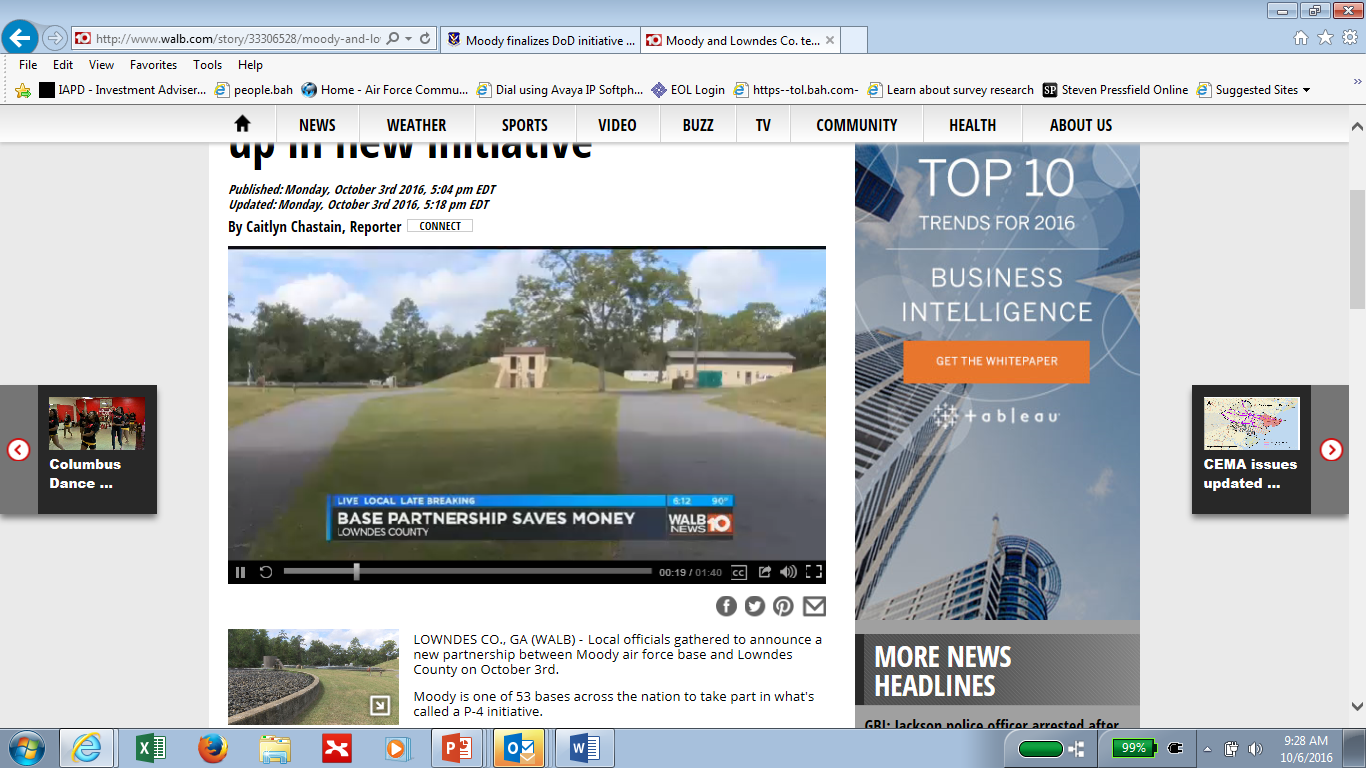 http://www.walb.com/story/33306528/moody-and-lo
Moody finalizes DoD initiative ...
Moody and Lowndes Co. te...
File Edit View Favorites Tools Help
IAPD - Investment Adviser...
people.bah
Home - Air Force Commu...
Dial using Avaya IP Softph...
EOL Login
https--tol.bah.com-
Learn about survey research
SP
Steven Pressfield Online
Suggested Sites
NEWS WEATHER SPORTS VIDEO BUZZ TV COMMUNITY HEALTH ABOUT US
up in new initiative
Published: Monday, October 3rd 2016, 5:04 pm EDT
Updated: Monday, October 3rd 2016, 5:18 pm EDT
By Caitlyn Chastain, Reporter CONNECT
LIVE LOCAL LATE BREAKING 6:12 90°
BASE PARTNERSHIP SAVES MONEY
LOWNDES COUNTY
WALB
NEWS 10
00:19 / 01:40 CC
LOWNDES CO., GA (WALB) - Local officials gathered to announce a
new partnership between Moody air force base and Lowndes
County on October 3rd.
Moody is one of 53 bases across the nation to take part in what's
called a P-4 initiative.
Columbus
Dance ...
TOP 10
TRENDS FOR 2016
BUSINESS
INTELLIGENCE
GET THE WHITEPAPER
+ a b l e a u
CEMA issues
updated ...
MORE NEWS
HEADLINES
GBI: Jackson police officer arrested after
99%
9:28 AM
10/6/2016